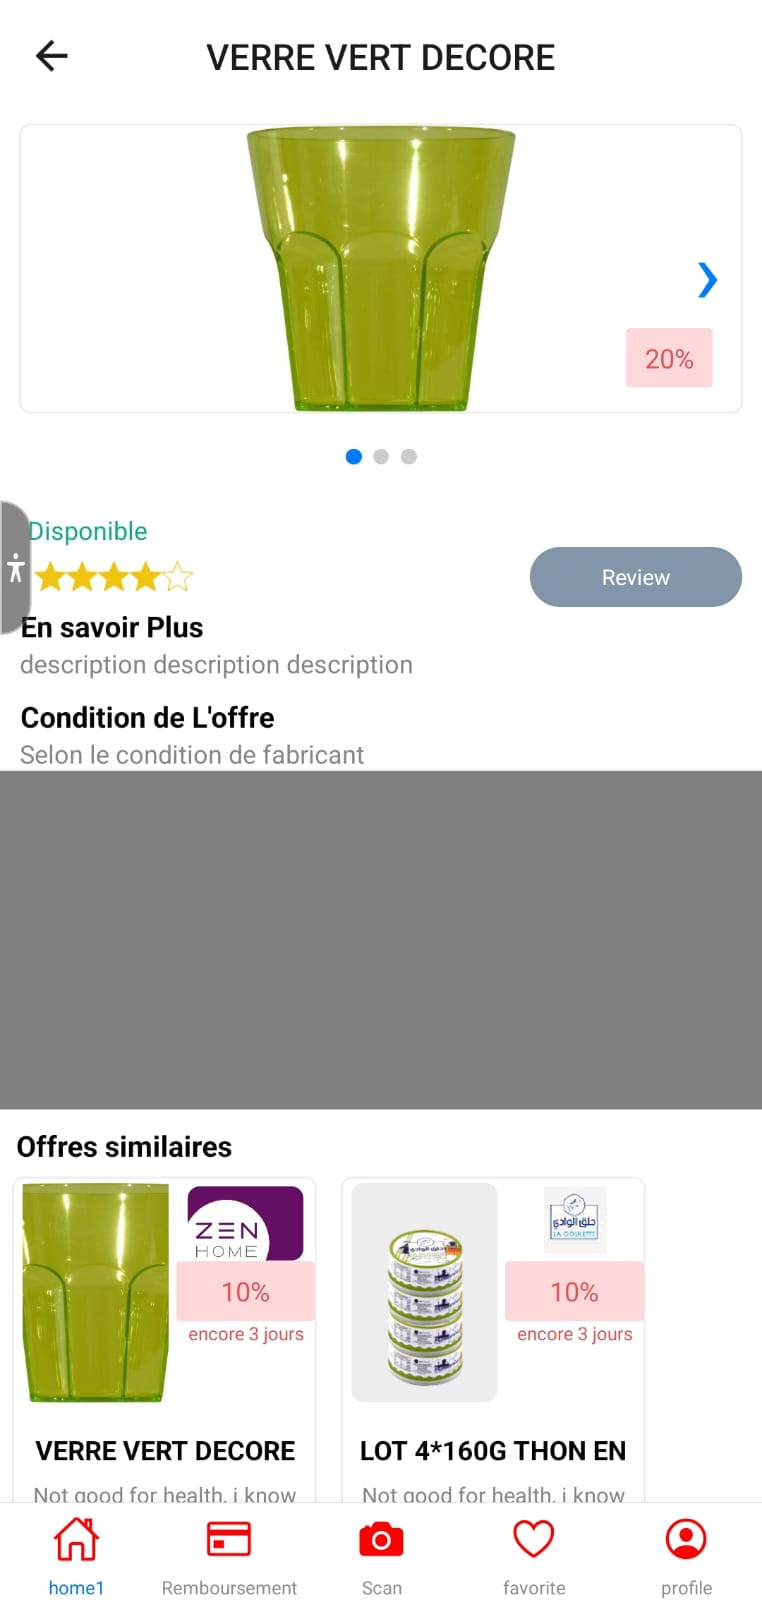 VERRE VERT DECORE
20%
Disponible
Review
En savoir Plus
description description description
Condition de L'offre
Selon le condition de fabricant
Offres similaires
ZEN
HOME
10%
encore 3 jours
VERRE VERT DECORE
Not good for health, i know
حلق الوادي
LA GOULETTE
10%
encore 3 jours
حلق الوادي
LOT 4*160G THON EN
Not good for health, i know
home1
Remboursement
Scan
favorite
profile